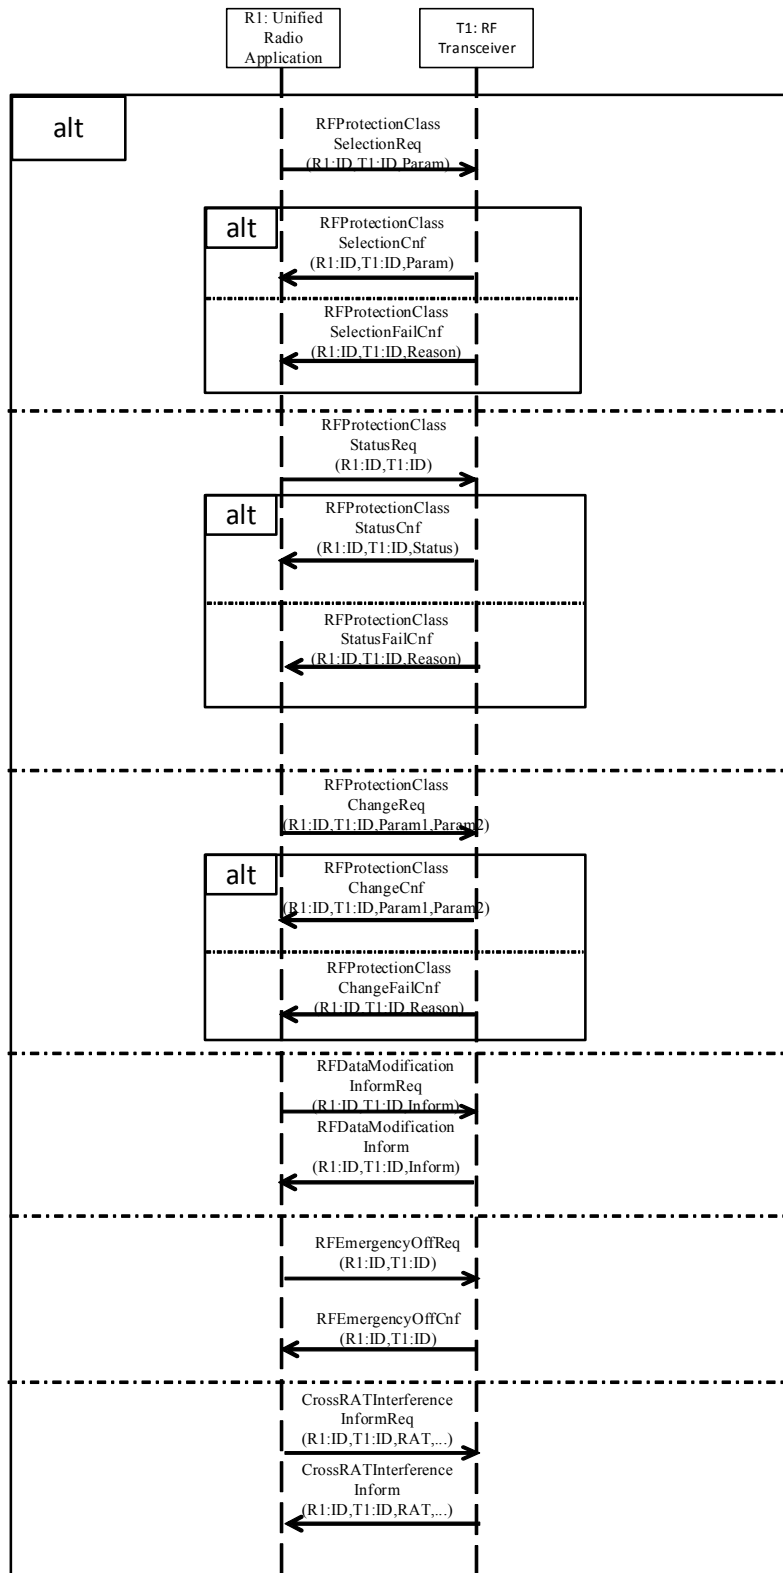 R1: Unified
Radio
Application
T1: RF
Transceiver
alt
RFProtectionClass
SelectionReq
(R1:ID,T1:ID,Param)
alt
RFProtectionClass
SelectionCnf
(R1:ID,T1:ID,Param)
RFProtectionClass
SelectionFailCnf
(R1:ID,T1:ID,Reason)
RFProtectionClass
StatusReq
(R1:ID,T1:ID)
alt
RFProtectionClass
StatusCnf
(R1:ID,T1:ID,Status)
RFProtectionClass
StatusFailCnf
(R1:ID,T1:ID,Reason)
RFProtectionClass
ChangeReq
(R1:ID,T1:ID,Param1,Param2)
alt
RFProtectionClass
ChangeCnf
(R1:ID,T1:ID,Param1,Param2)
RFProtectionClass
ChangeFailCnf
(R1:ID,T1:ID,Reason)
RFDataModification
InformReq
(R1:ID,T1:ID,Inform)
RFDataModification
Inform
(R1:ID,T1:ID,Inform)
RFEmergencyOffReq
(R1:ID,T1:ID)
RFEmergencyOffCnf
(R1:ID,T1:ID)
CrossRATInterference
InformReq
(R1:ID,T1:ID,RAT,...)
CrossRATInterference
Inform
(R1:ID,T1:ID,RAT,...)